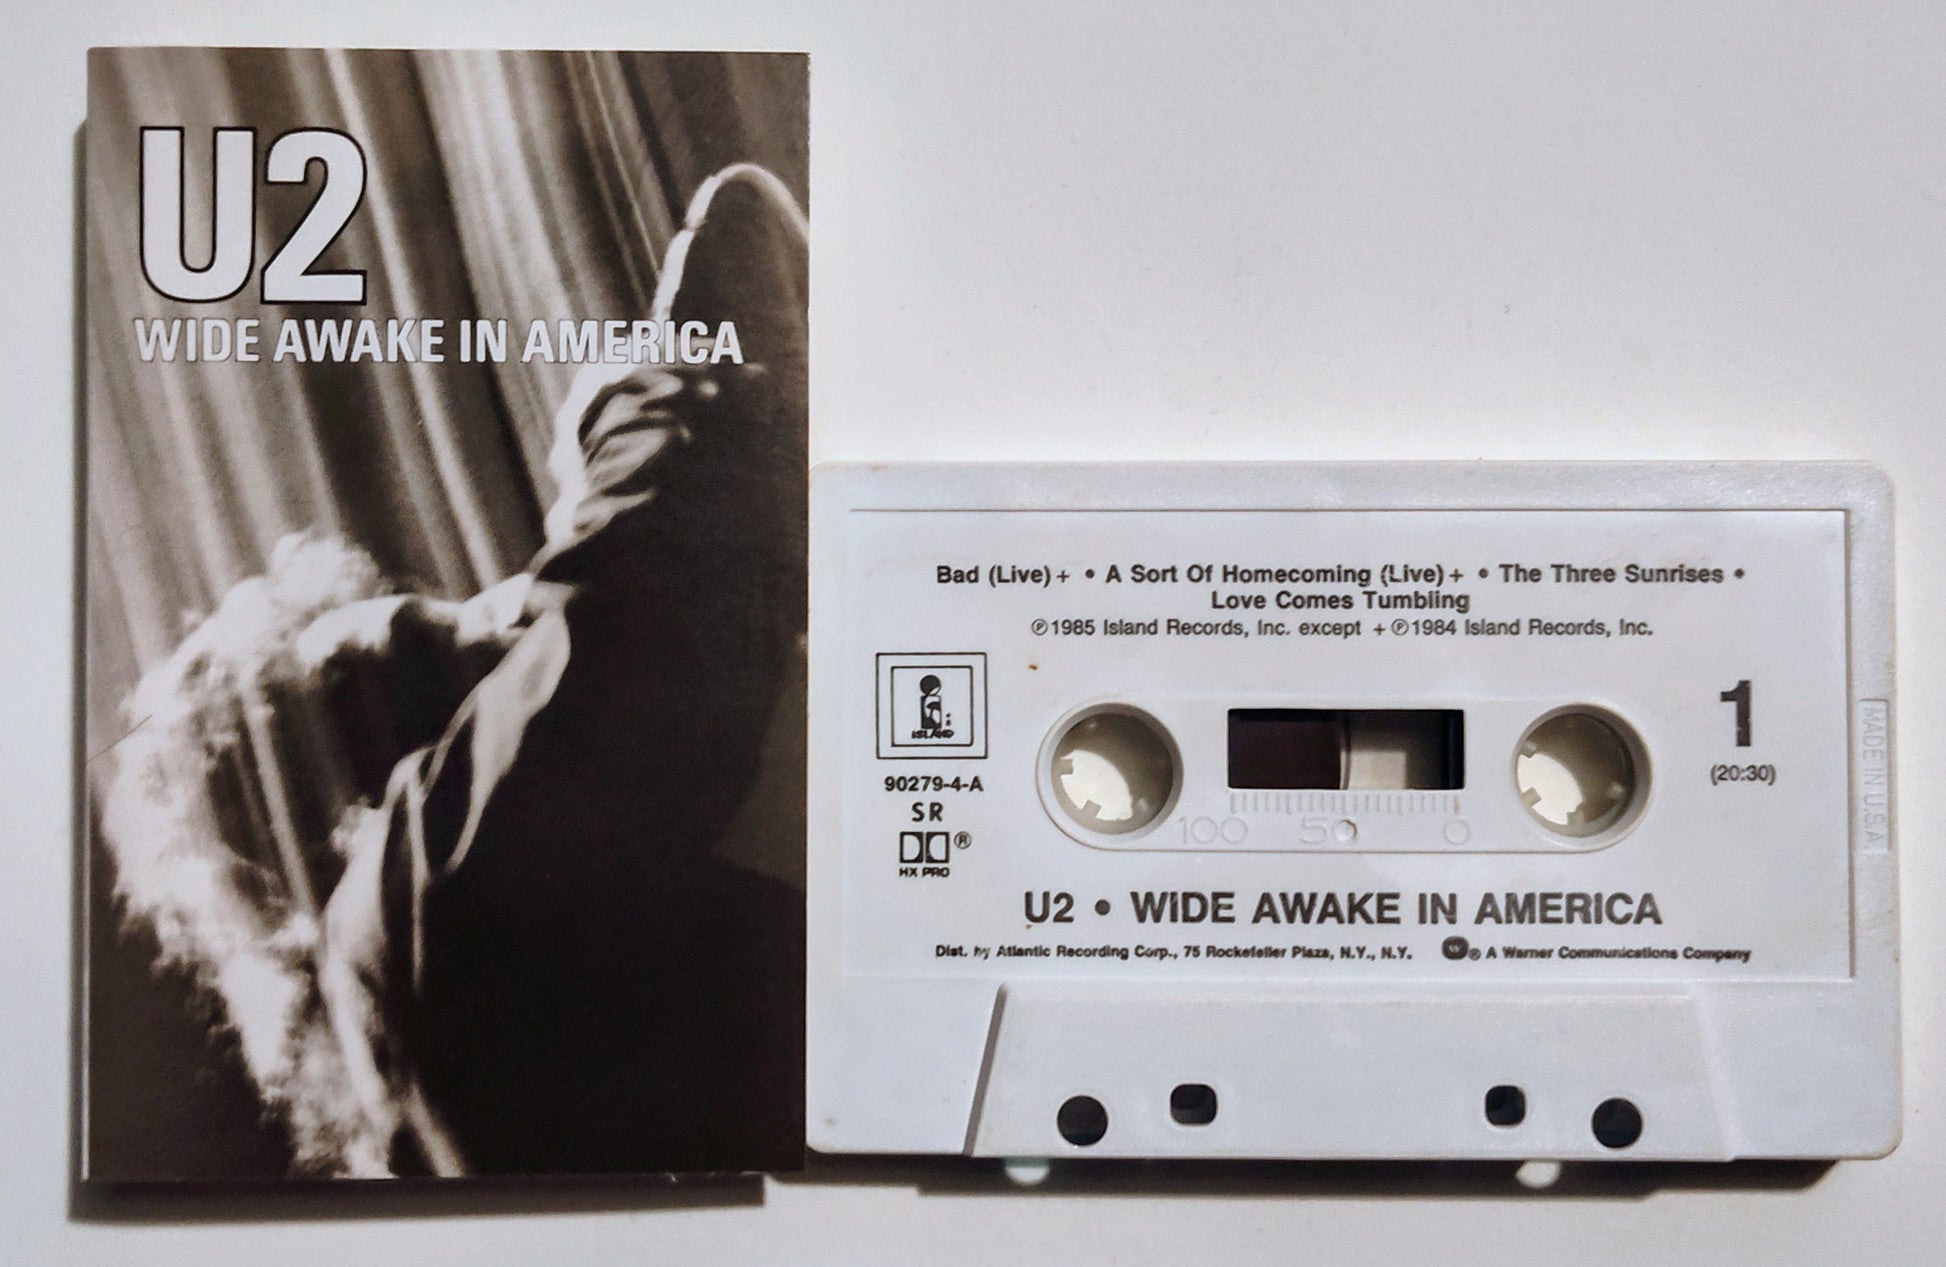 U2
WIDE AWAKE IN AMERICA
Bad (Live)+ • A Sort Of Homecoming (Live)+ • The Three Sunrises •
Love Comes Tumbling
℗1985 Island Records, Inc. except +℗1984 Island Records, Inc.
ISLAND
90279-4-A
SR
® 
HX PRO
1
(20:30)
100 50 0
MADE IN U.S.A.
U2 • WIDE AWAKE IN AMERICA
Dist. by Atlantic Recording Corp., 75 Rockefeller Plaza, N.Y., N.Y. W® A Warner Communications Company